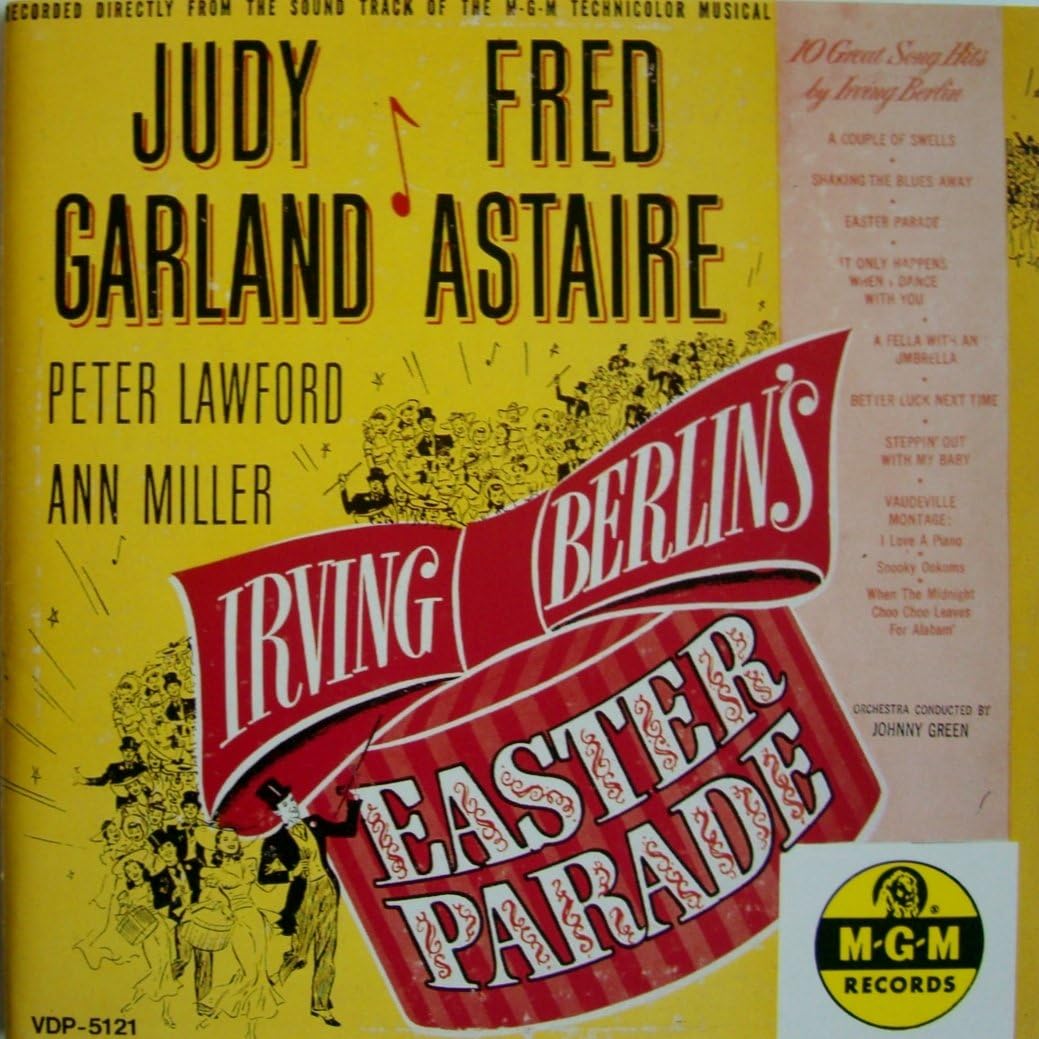 RECORDED DIRECTLY FROM THE SOUND TRACK OF THE M-G-M TECHNICOLOR MUSICAL
JUDY
GARLAND
FRED
ASTAIRE
PETER LAWFORD
ANN MILLER
IRVING BERLIN'S
EASTER
PARADE
10 Great Song Hits
by Irving Berlin
A COUPLE OF SWELLS
SHAKING THE BLUES AWAY
EASTER PARADE
IT ONLY HAPPENS
WHEN I DANCE
WITH YOU
A FELLA WITH AN
UMBRELLA
BETTER LUCK NEXT TIME
STEPPIN' OUT
WITH MY BABY
VAUDEVILLE
MONTAGE:
I Love A Piano
Snooky Ookums
When The Midnight
Choo Choo Leaves
For Alabam'
ORCHESTRA CONDUCTED BY
JOHNNY GREEN
M-G-M
RECORDS
®
VDP-5121